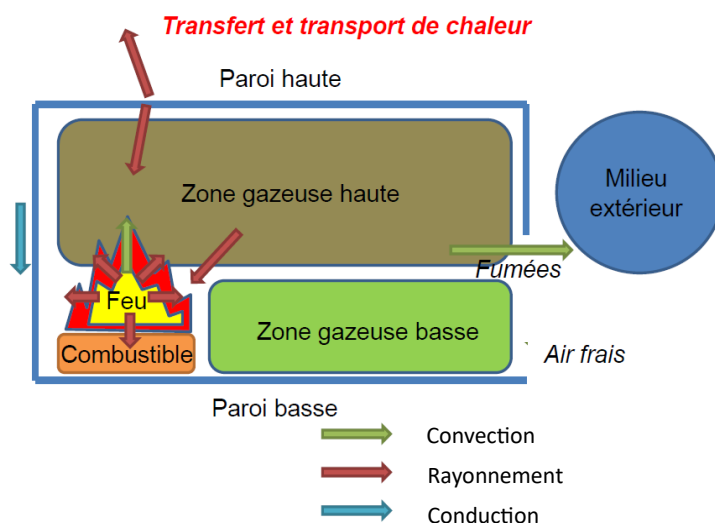 Transfert et transport de chaleur
Paroi haute
Zone gazeuse haute
Milieu
extérieur
Fumées
Feu
Zone gazeuse basse
Combustible
Air frais
Paroi basse
Convection
Rayonnement
Conduction